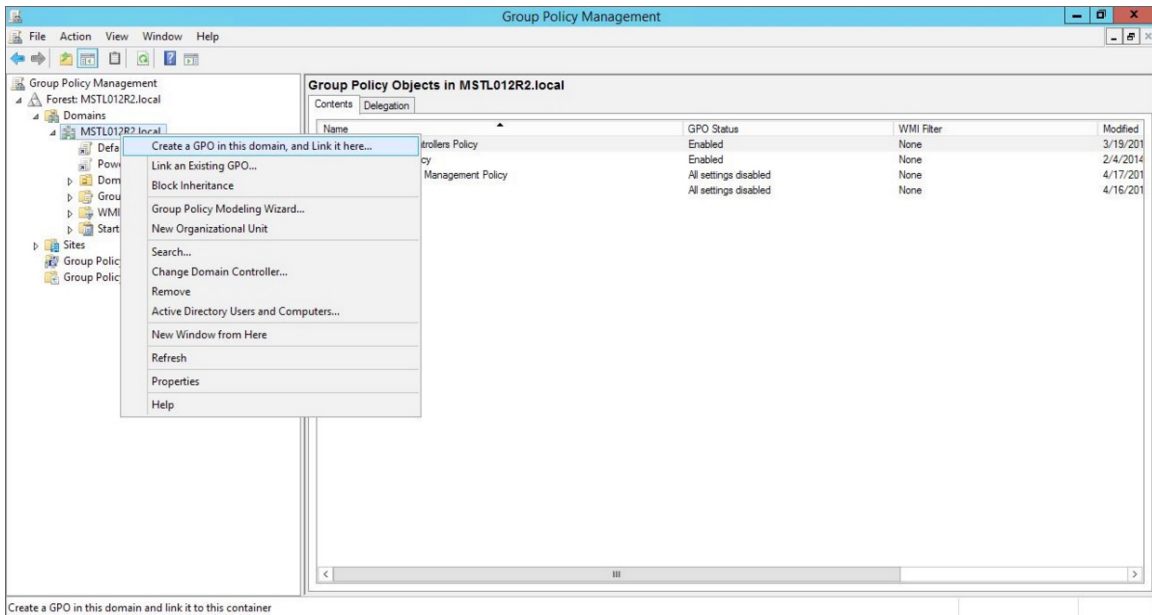 Group Policy Management
File Action View Window Help
Group Policy Management
Forest: MSTL012R2.local
Domains
MSTL012R2.local
Defa
Powe
Dom
Grou
WMI
Start
Sites
Group Polic
Group Polic
Create a GPO in this domain, and Link it here...
Link an Existing GPO...
Block Inheritance
Group Policy Modeling Wizard...
New Organizational Unit
Search...
Change Domain Controller...
Remove
Active Directory Users and Computers...
New Window from Here
Refresh
Properties
Help
Group Policy Objects in MSTL012R2.local
Contents Delegation
Name GPO Status WMI Filter Modified
trollers Policy Enabled None 3/19/201
cy Enabled None 2/4/2014
Management Policy All settings disabled None 4/17/201
All settings disabled None 4/16/201
Create a GPO in this domain and link it to this container